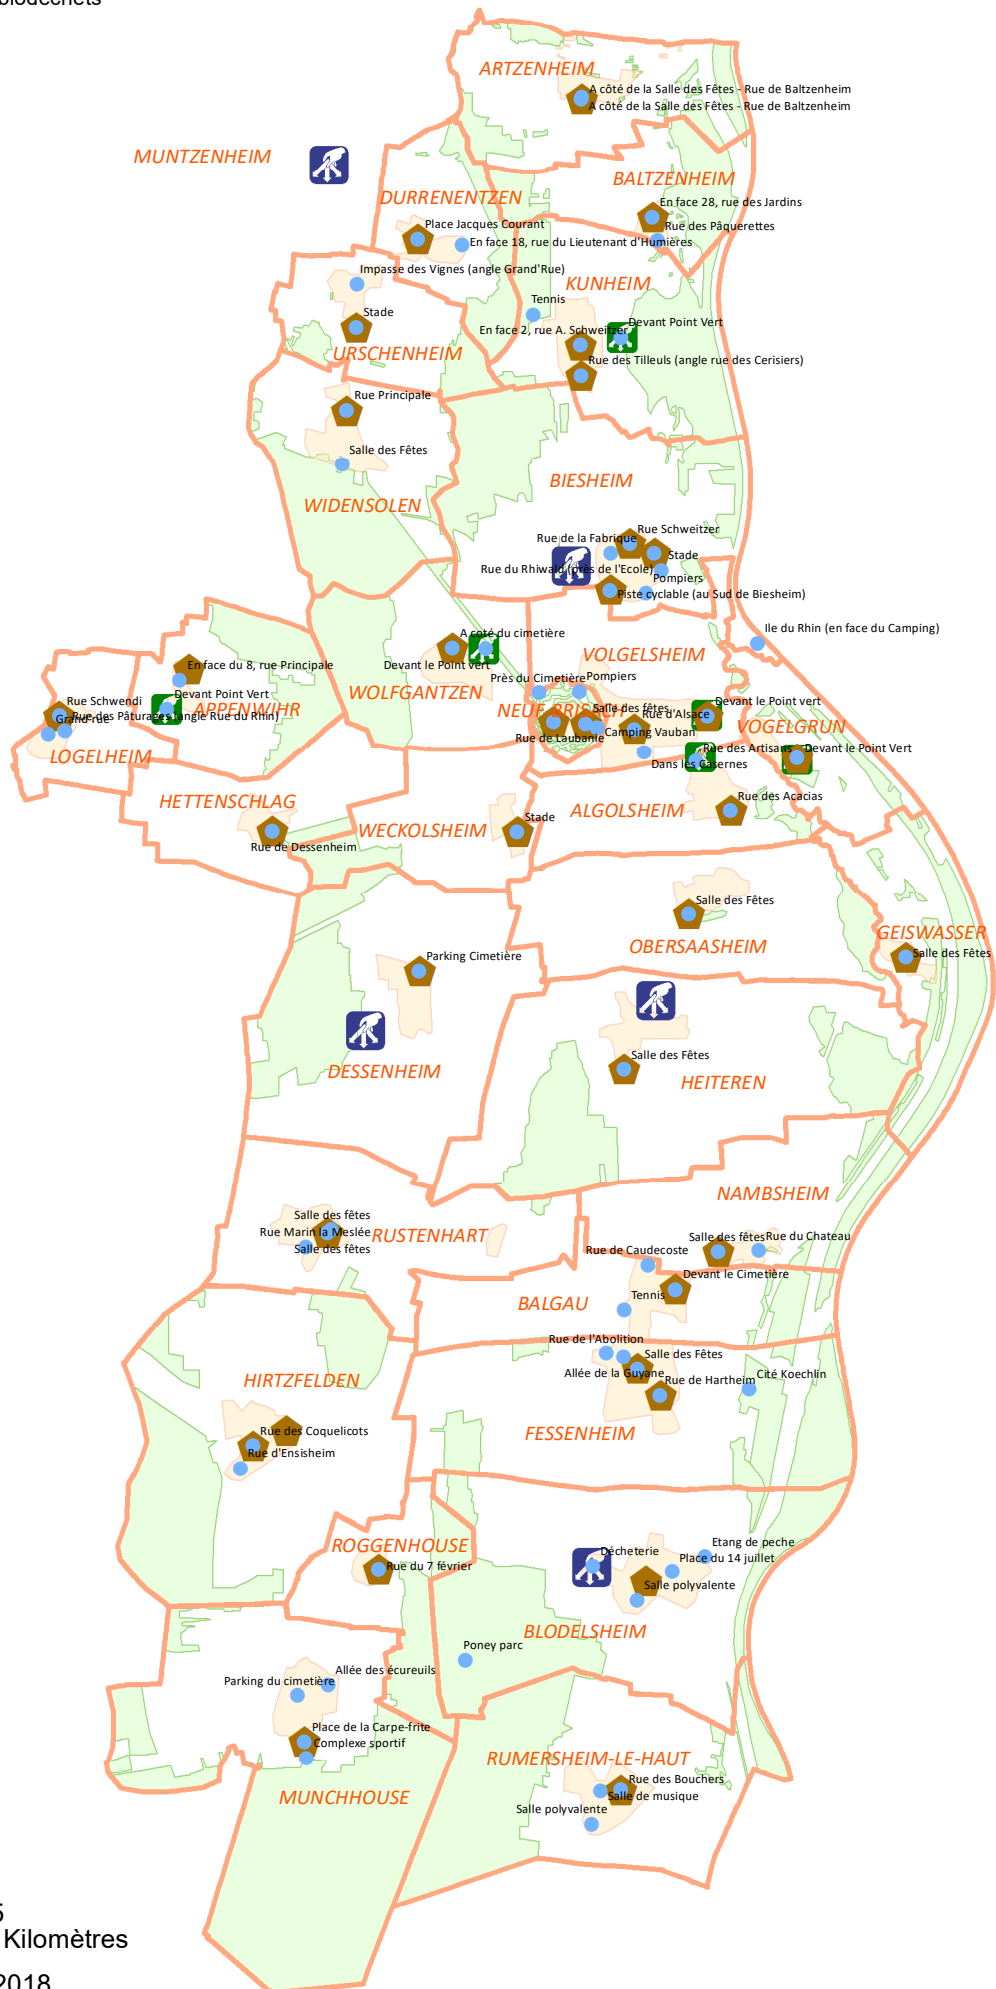 biodéchets
ARTZENHEIM
A côté de la Salle des Fêtes - Rue de Baltzenheim
A côté de la Salle des Fêtes - Rue de Baltzenheim
MUNTZENHEIM
BALTZENHEIM
DURRENENTZEN
En face 28, rue des Jardins
Place Jacques Courant
Rue des Pâquerettes
En face 18, rue du Lieutenant d'Humières
Impasse des Vignes (angle Grand'Rue)
KUNHEIM
Tennis
Stade
Devant Point Vert
En face 2, rue A. Schweitzer
URSCHENHEIM
Rue des Tilleuls (angle rue des Cerisiers)
Rue Principale
Salle des Fêtes
BIESHEIM
WIDENSOLEN
Rue Schweitzer
Rue de la Fabrique
Stade
Rue du Rhiwald (près de l'Ecole)
Pompiers
Piste cyclable (au Sud de Biesheim)
Ile du Rhin (en face du Camping)
A coté du cimetière
VOLGELSHEIM
En face du 8, rue Principale
Devant le Point vert
Près du Cimetière
Pompiers
WOLFGANTZEN
Devant Point Vert
Rue Schwendi
APPENWIHR
NEUF-BRISACH
Salle des fêtes
Devant le Point vert
Rue des Pâturages (angle Rue du Rhin)
Grand-rue
Rue d'Alsace
VOGELGRUN
Rue de Laubanie
Camping Vauban
LOGELHEIM
Rue des Artisans
Devant le Point Vert
Dans les Casernes
HETTENSCHLAG
Rue des Acacias
ALGOLSHEIM
Stade
WECKOLSHEIM
Rue de Dessenheim
Salle des Fêtes
GEISWASSER
OBERSAASHEIM
Salle des Fêtes
Parking Cimetière
Salle des Fêtes
DESSENHEIM
HEITEREN
NAMBSHEIM
Salle des fêtes
Rue Marin la Meslée
RUSTENHART
Salle des fêtes
Salle des fêtes
Rue du Chateau
Rue de Caudecoste
Devant le Cimetière
Tennis
BALGAU
Rue de l'Abolition
Salle des Fêtes
Allée de la Guyane
Cité Koechlin
HIRTZFELDEN
Rue de Hartheim
Rue des Coquelicots
FESSENHEIM
Rue d'Ensisheim
ROGGENHOUSE
Etang de peche
Décheterie
Place du 14 juillet
Rue du 7 février
Salle polyvalente
BLODELSHEIM
Poney parc
Allée des écureuils
Parking du cimetière
Place de la Carpe-frite
Complexe sportif
RUMERSHEIM-LE-HAUT
Rue des Bouchers
Salle de musique
MUNCHHOUSE
Salle polyvalente
5
Kilomètres
2018